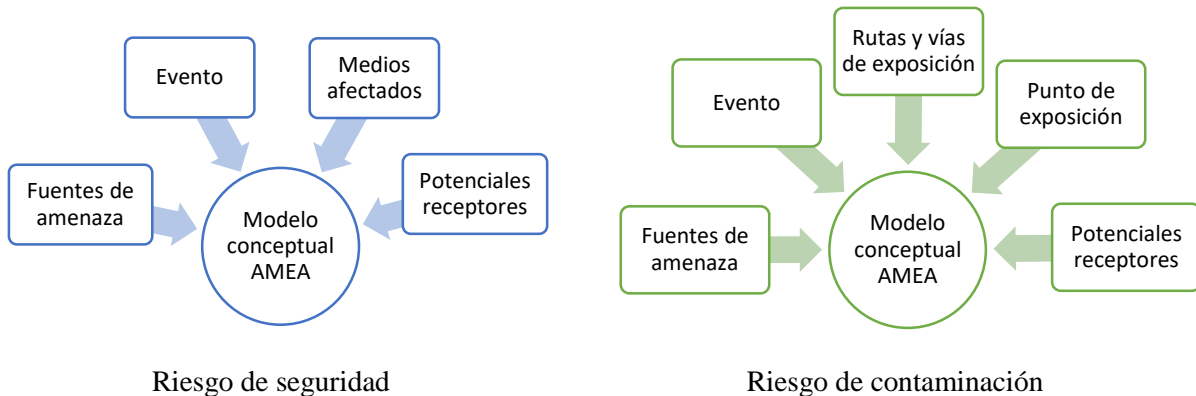 Evento
Medios
afectados
Fuentes de
amenaza
Potenciales
receptores
Modelo
conceptual
AMEA
Riesgo de seguridad
Rutas y vías
de exposición
Evento
Punto de
exposición
Fuentes de
amenaza
Modelo
conceptual
AMEA
Potenciales
receptores
Riesgo de contaminación